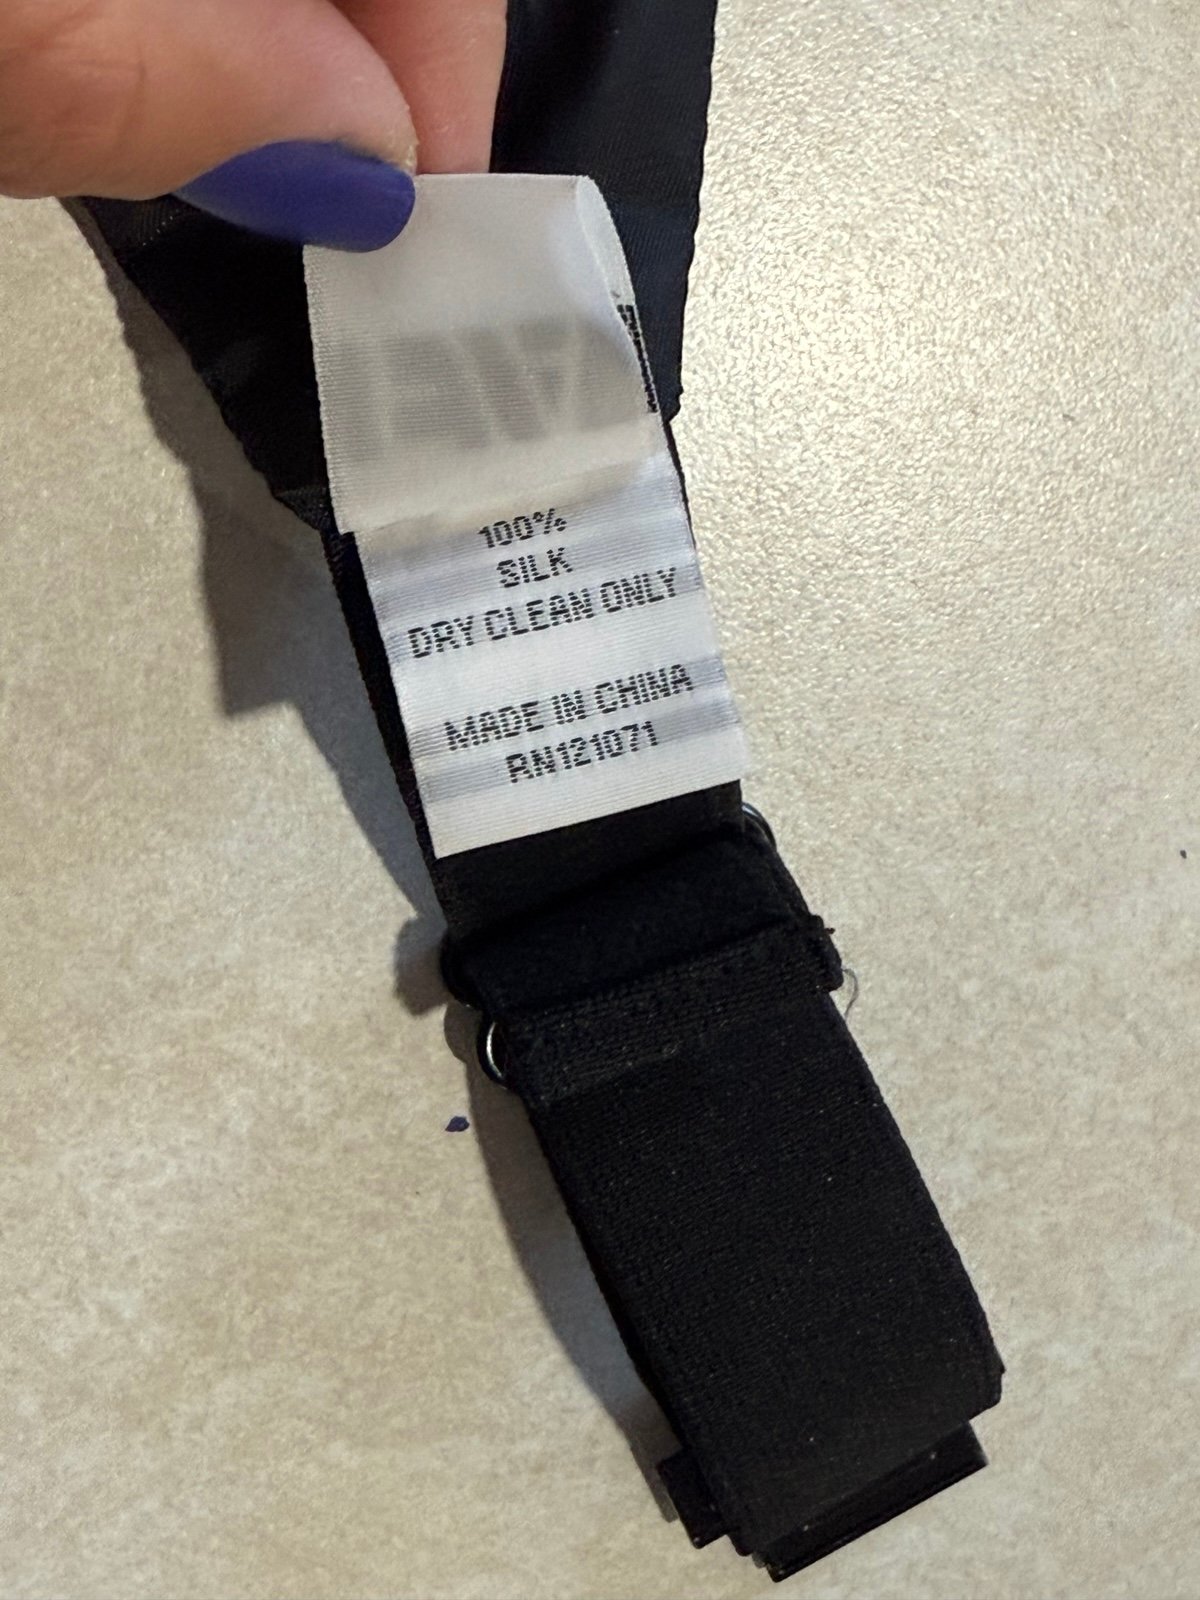 100%
SILK
DRY CLEAN ONLY
MADE IN CHINA
RN121071